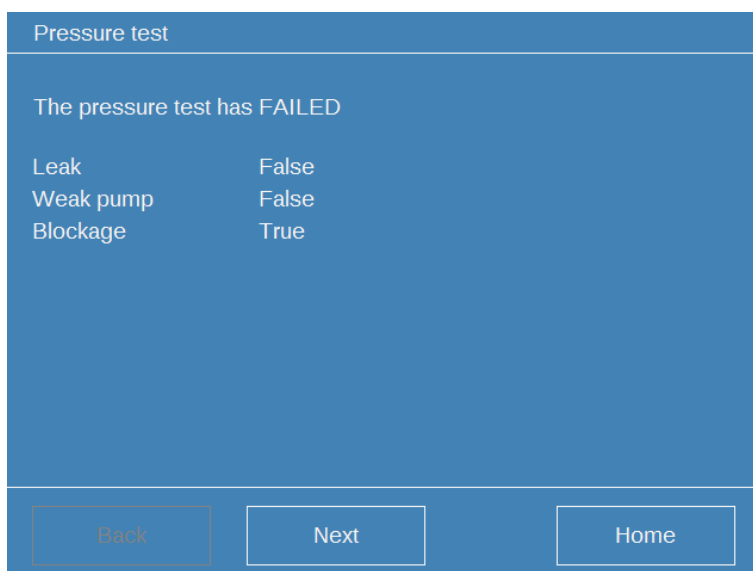 Pressure test
The pressure test has FAILED
Leak False
Weak pump False
Blockage True
Back Next Home